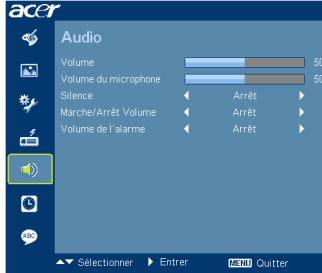 acer
Audio
Volume 50
Volume du microphone 50
Silence Arrêt
Marche/Arrêt Volume Arrêt
Volume de l'alarme Arrêt
ABC
Sélectionner Entrer MENU Quitter